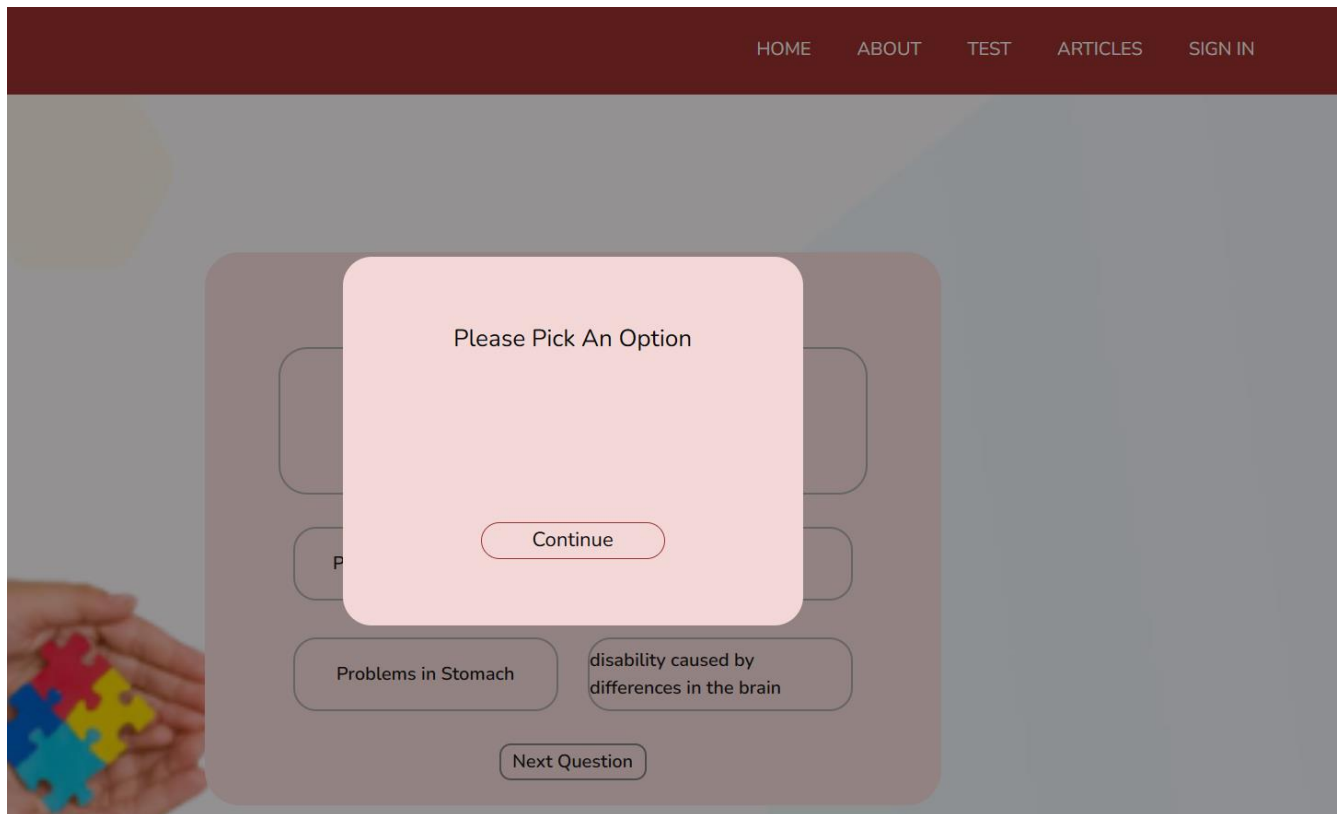 HOME ABOUT TEST ARTICLES SIGN IN
Please Pick An Option
Continue
P
Problems in Stomach
disability caused by
differences in the brain
Next Question